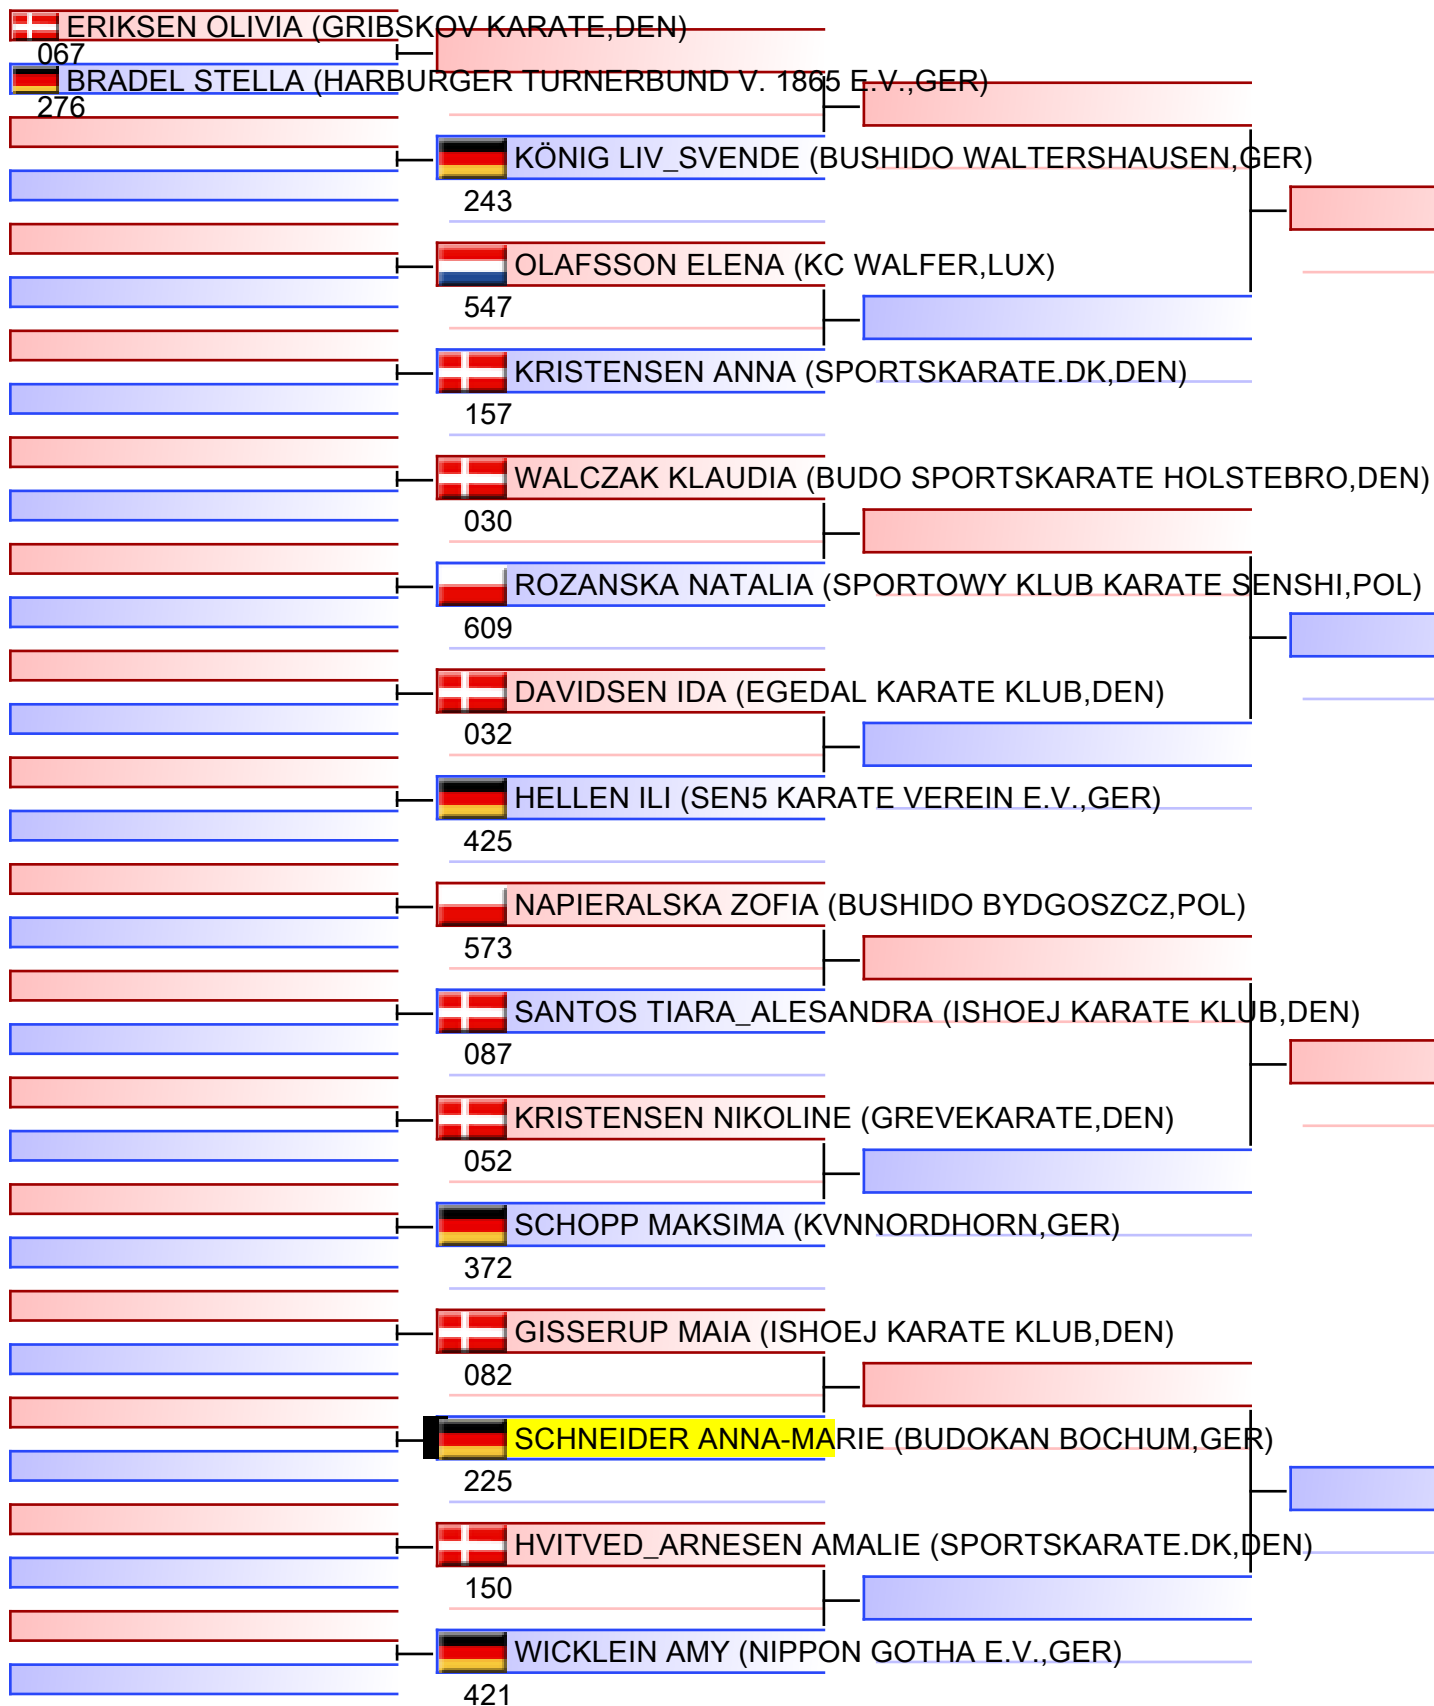 ERIKSEN OLIVIA (GRIBSKOV KARATE,DEN)
067
BRADEL STELLA (HARBURGER TURNERBUND V. 1865 E.V.,GER)
276
KÖNIG LIV_SVENDE (BUSHIDO WALTERSHAUSEN,GER)
243
OLAFSSON ELENA (KC WALFER,LUX)
547
KRISTENSEN ANNA (SPORTSKARATE.DK,DEN)
157
WALCZAK KLAUDIA (BUDO SPORTSKARATE HOLSTEBRO,DEN)
030
ROZANSKA NATALIA (SPORTOWY KLUB KARATE SENSHI,POL)
609
DAVIDSEN IDA (EGEDAL KARATE KLUB,DEN)
032
HELLEN ILI (SEN5 KARATE VEREIN E.V.,GER)
425
NAPIERALSKA ZOFIA (BUSHIDO BYDGOSZCZ,POL)
573
SANTOS TIARA_ALESANDRA (ISHOEJ KARATE KLUB,DEN)
087
KRISTENSEN NIKOLINE (GREVEKARATE,DEN)
052
SCHOPP MAKSIMA (KVNNORDHORN,GER)
372
GISSERUP MAIA (ISHOEJ KARATE KLUB,DEN)
082
SCHNEIDER ANNA-MARIE (BUDOKAN BOCHUM,GER)
225
HVITVED_ARNESEN AMALIE (SPORTSKARATE.DK,DEN)
150
WICKLEIN AMY (NIPPON GOTHA E.V.,GER)
421